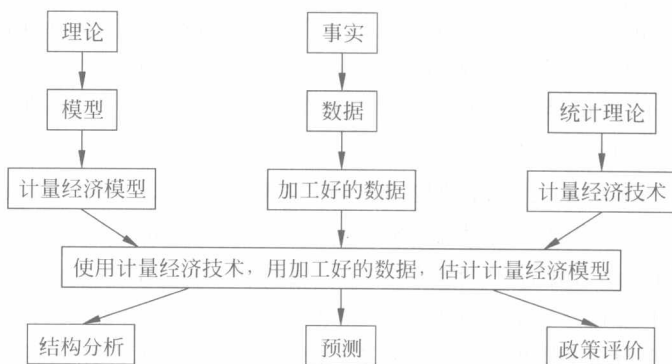 理论
事实
模型
数据
统计理论
计量经济模型
加工好的数据
计量经济技术
使用计量经济技术，用加工好的数据，估计计量经济模型
结构分析
预测
政策评价